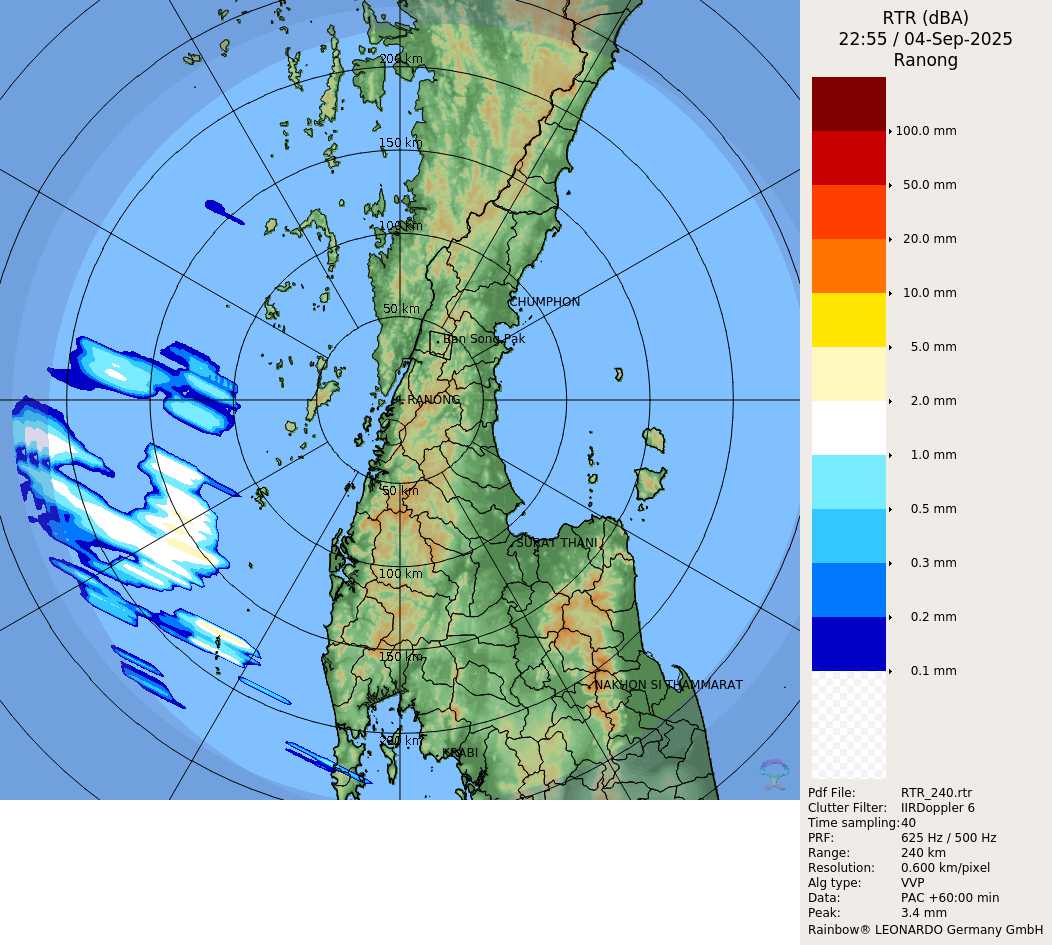 RTR (dBA)
22:55 / 04-Sep-2025
Ranong
100.0 mm
50.0 mm
20.0 mm
10.0 mm
5.0 mm
2.0 mm
1.0 mm
0.5 mm
0.3 mm
0.2 mm
0.1 mm
Pdf File: RTR_240.rtr
Clutter Filter: IIRDoppler 6
Time sampling: 40
PRF: 625 Hz / 500 Hz
Range: 240 km
Resolution: 0.600 km/pixel
Alg type: VVP
Data: PAC +60:00 min
Peak: 3.4 mm
Rainbow® LEONARDO Germany GmbH
200 km
150 km
100 km
50 km
CHUMPHON
Ban Song Pak
RANONG
50 km
SURAT THANI
100 km
150 km
NAKHON SI THAMMARAT
200 km
KRABI